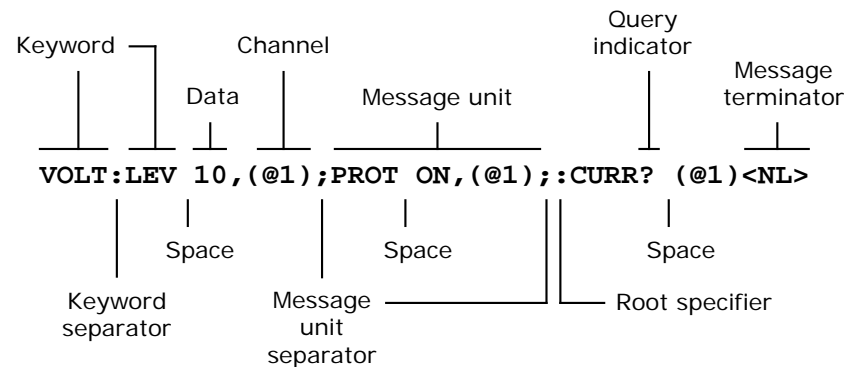 Query
Keyword
Channel
indicator
Message
Data
Message unit
terminator
VOLT:LEV 10,(@1);PROT ON,(@1);:CURR? (@1)<NL>
Space
Space
Space
Keyword
separator
Message
unit
separator
Root specifier